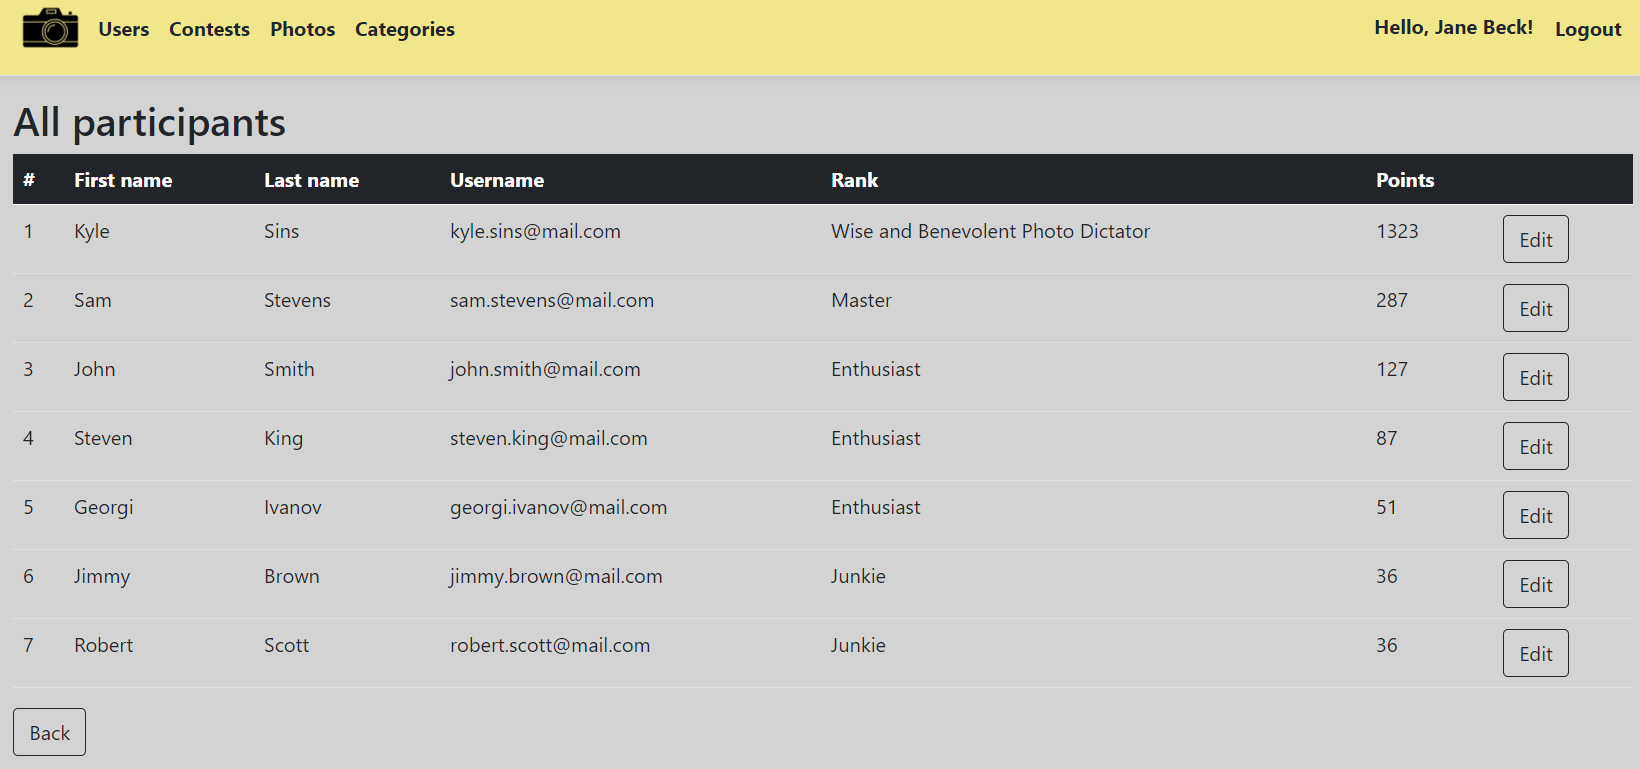 Users Contests Photos Categories Hello, Jane Beck! Logout
All participants
# First name Last name Username Rank Points
1 Kyle Sins kyle.sins@mail.com Wise and Benevolent Photo Dictator 1323 Edit
2 Sam Stevens sam.stevens@mail.com Master 287 Edit
3 John Smith john.smith@mail.com Enthusiast 127 Edit
4 Steven King steven.king@mail.com Enthusiast 87 Edit
5 Georgi Ivanov georgi.ivanov@mail.com Enthusiast 51 Edit
6 Jimmy Brown jimmy.brown@mail.com Junkie 36 Edit
7 Robert Scott robert.scott@mail.com Junkie 36 Edit
Back